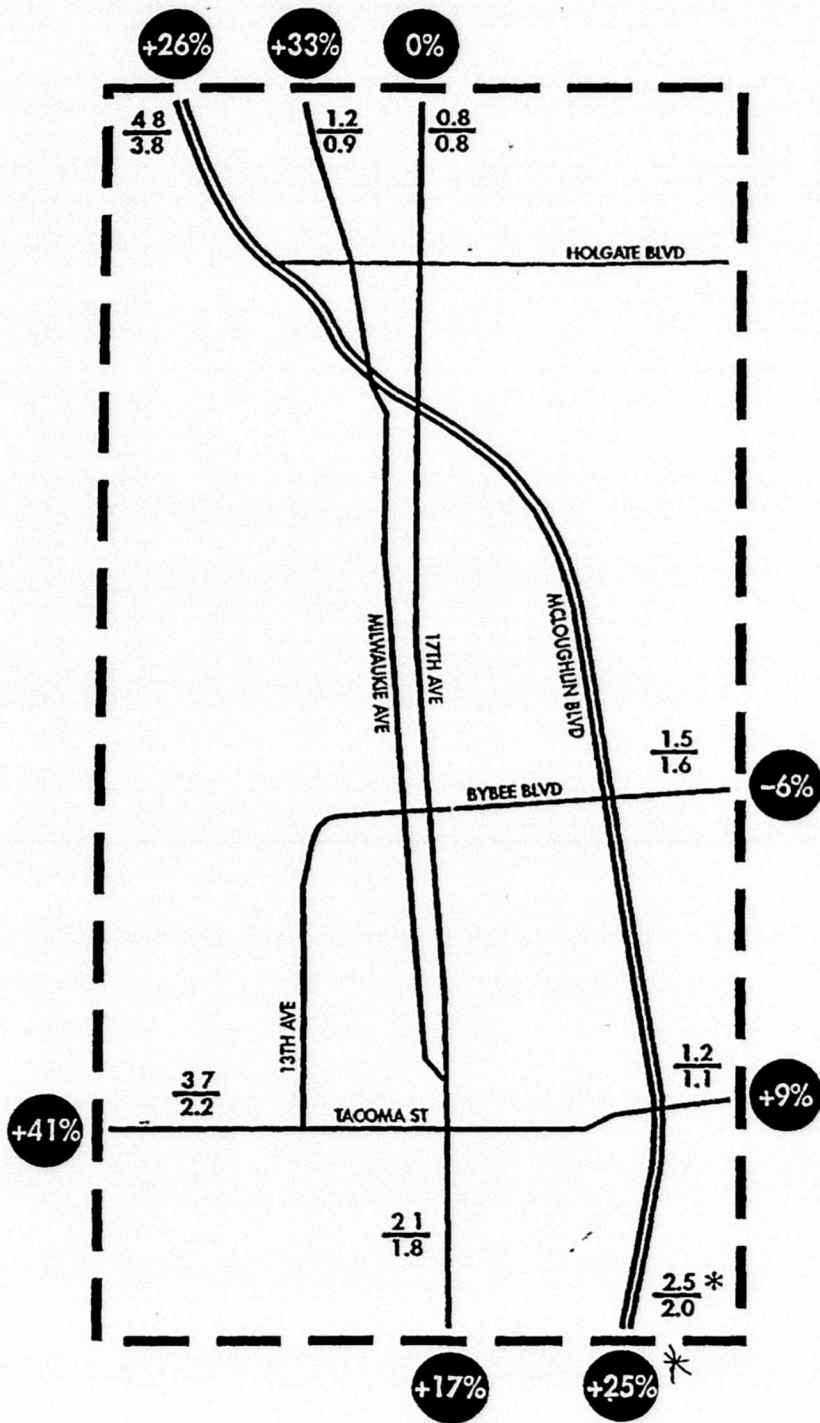 +26% +33% 0%
4 8
3.8
1.2
0.9
0.8
0.8
HOLGATE BLVD
MILWAUKIE AVE
17TH AVE
MCLOUGHLIN BLVD
1.5
1.6
-6%
BYBEE BLVD
13TH AVE
3 7
2.2
+41%
TACOMA ST
1.2
1.1
+9%
2 1
1.8
2.5 *
2.0
+17% +25% *